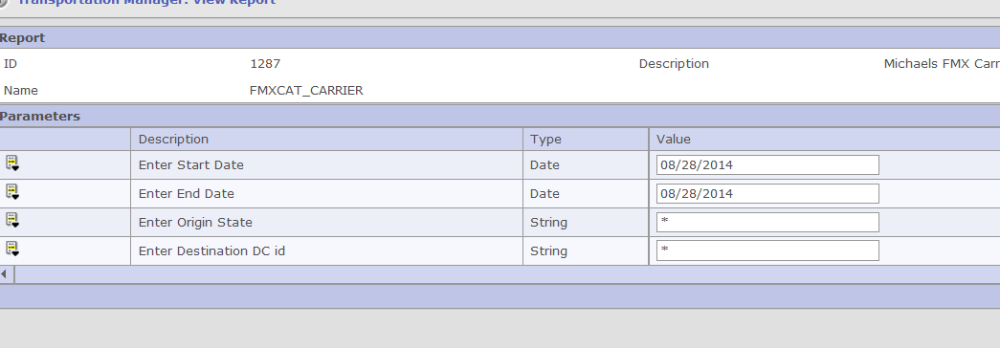 Transportation Manager: View Report
Report
ID 1287 Description Michaels FMX Carr
Name FMXCAT_CARRIER
Parameters
Description Type Value
Enter Start Date Date 08/28/2014
Enter End Date Date 08/28/2014
Enter Origin State String *
Enter Destination DC id String *